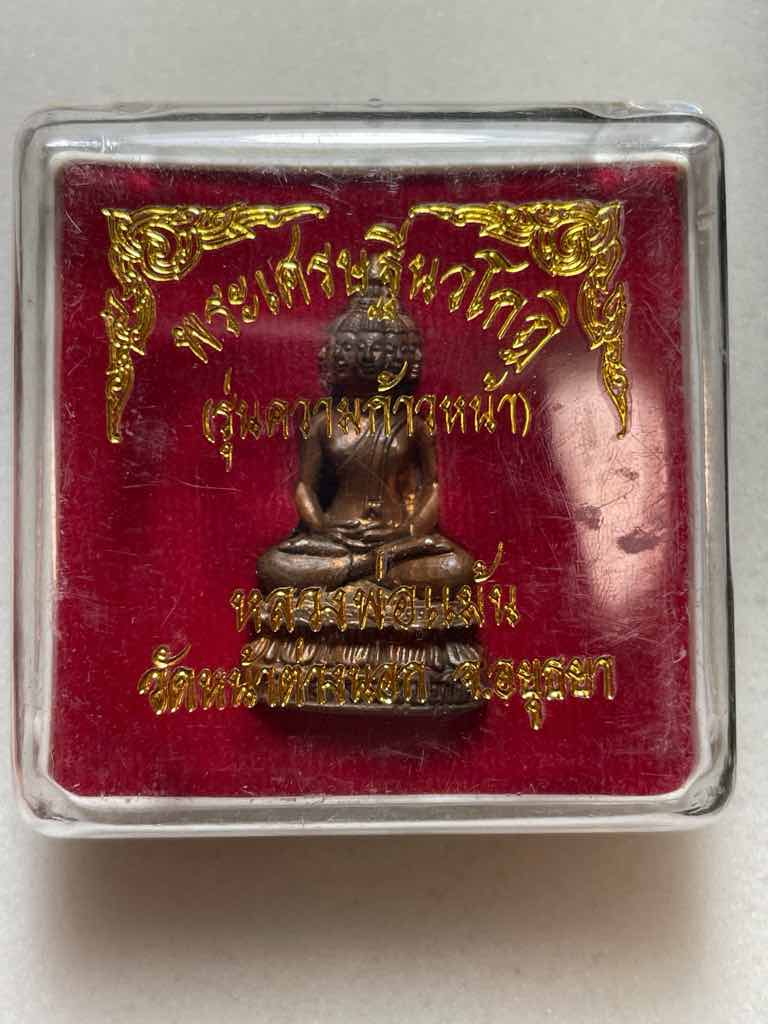 พระเศรษฐีนวโกฏิ
(รุ่นความก้าวหน้า)
หลวงพ่อแม้น
วัดหน้าต่างนอก จ.อยุธยา